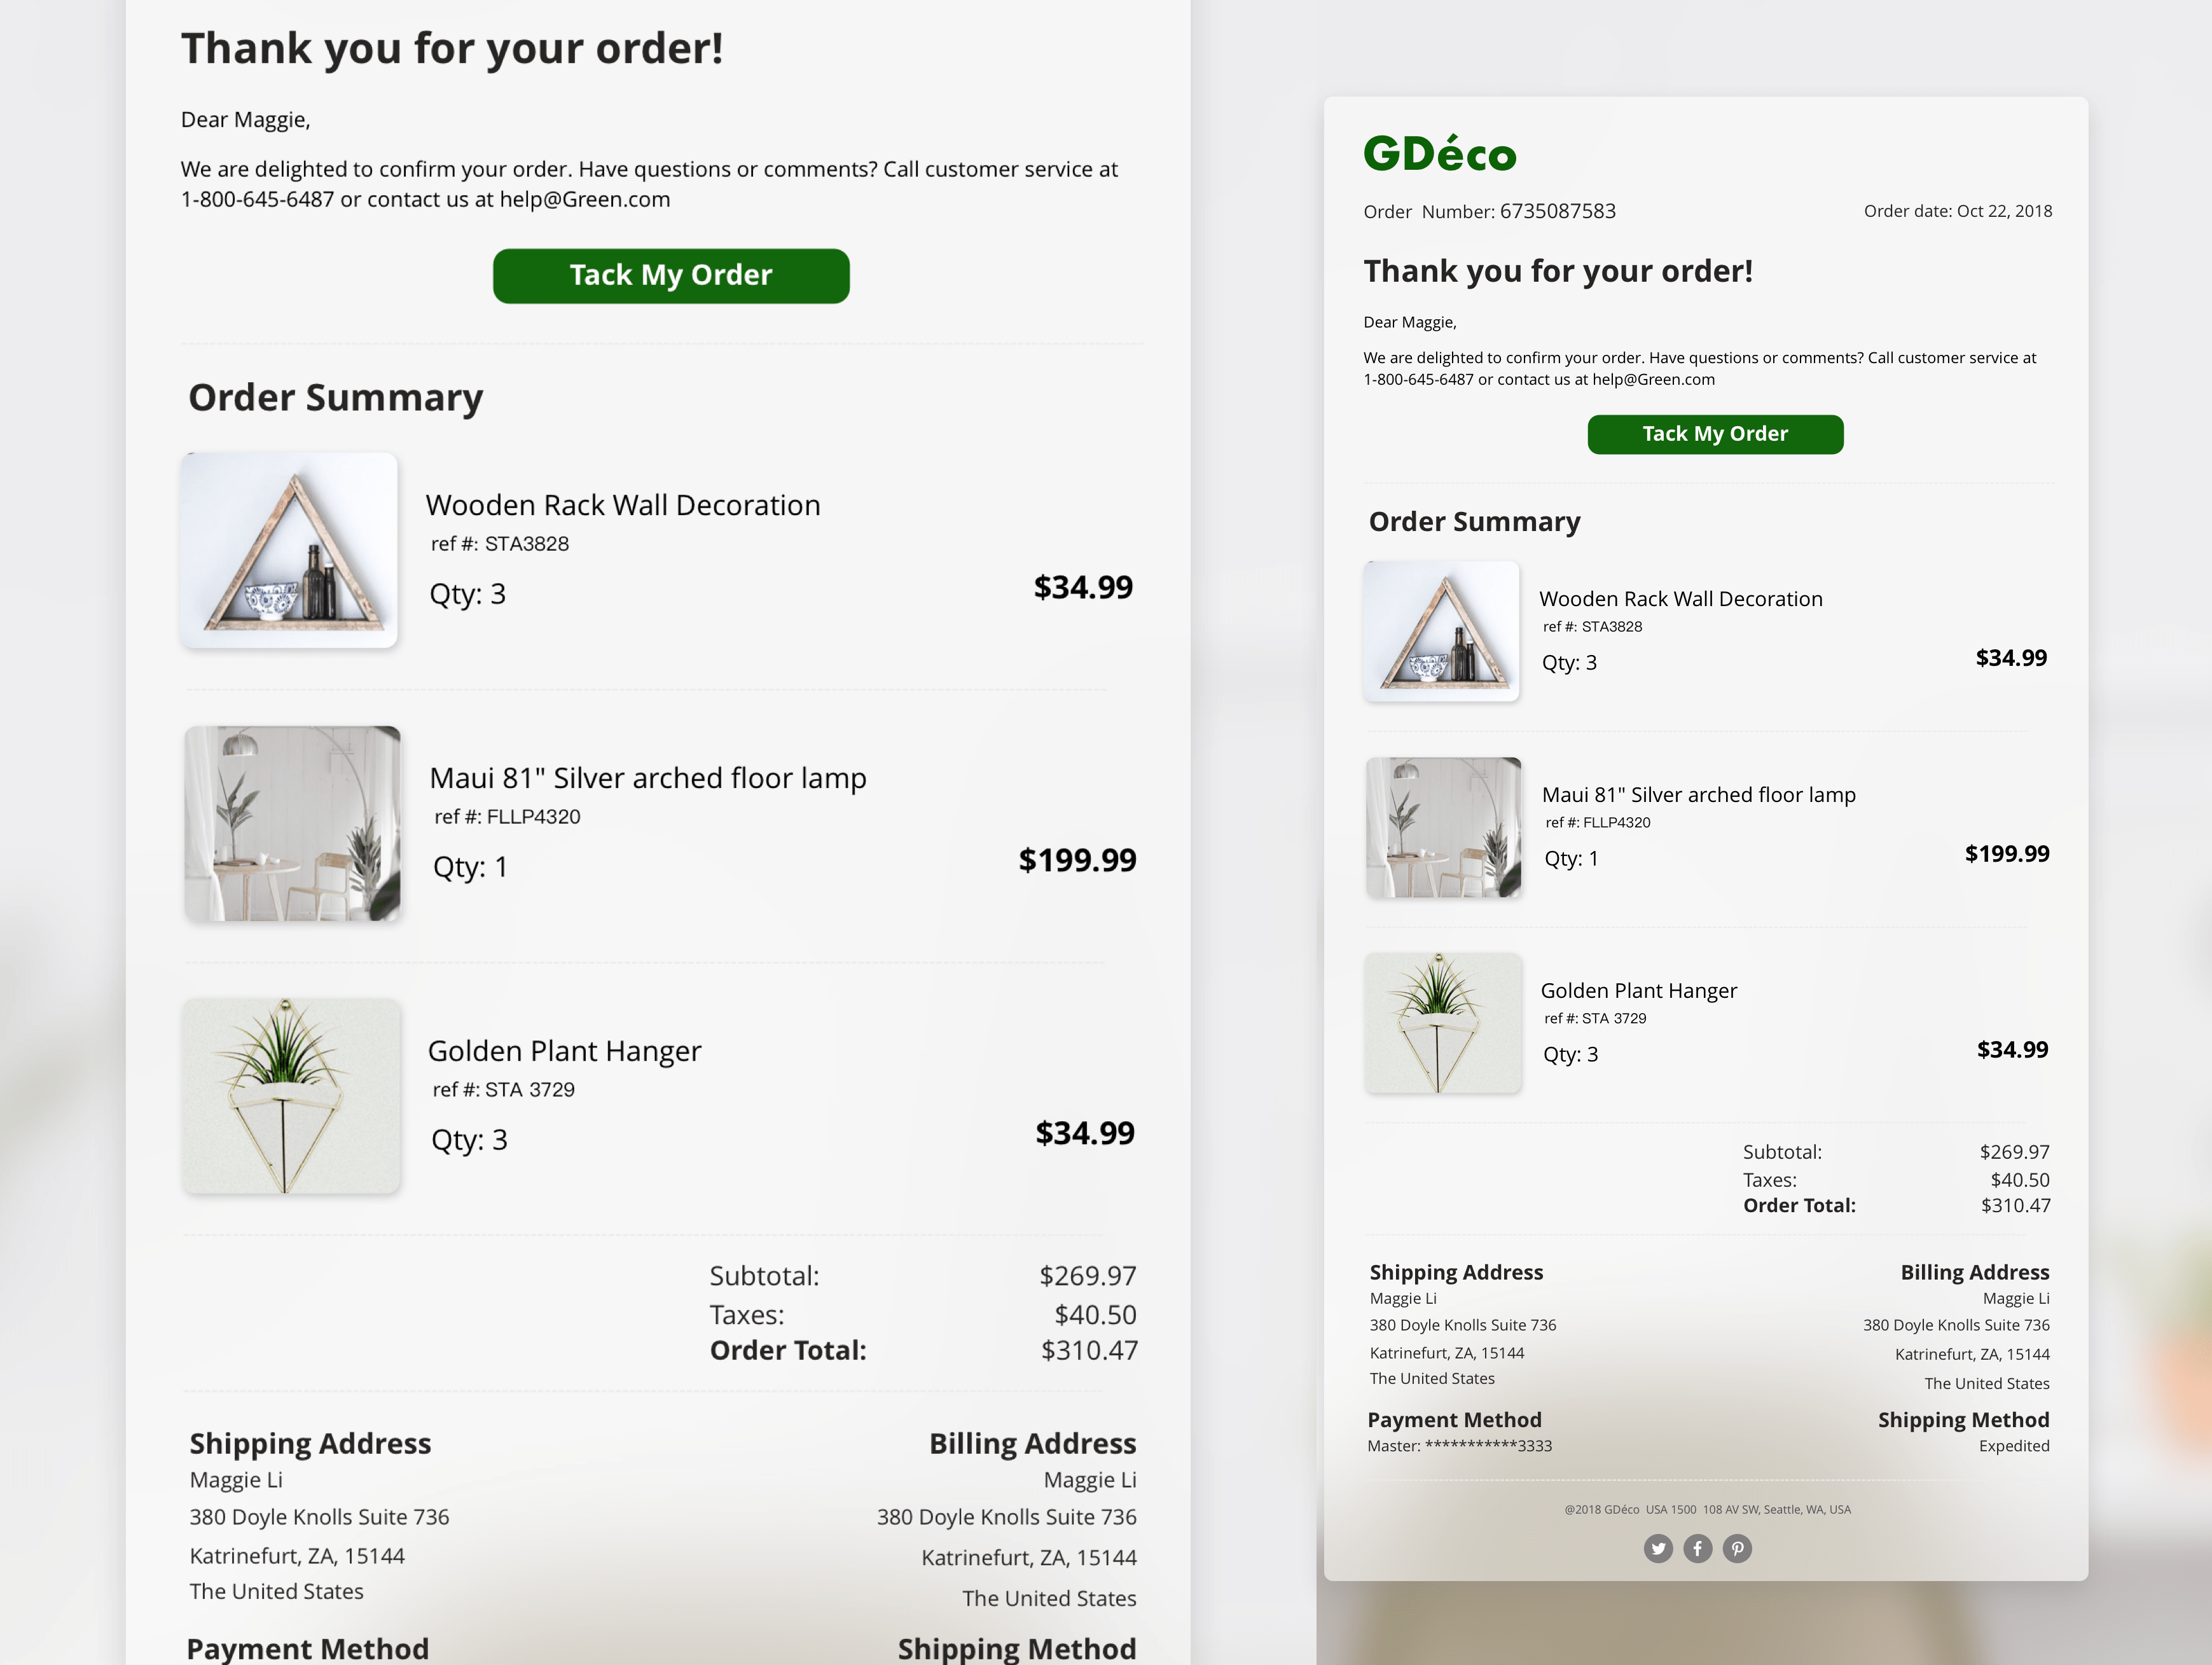 Thank you for your order!
Dear Maggie,
We are delighted to confirm your order. Have questions or comments? Call customer service at
1-800-645-6487 or contact us at help@Green.com
Tack My Order
Order Summary
Wooden Rack Wall Decoration
ref #: STA3828
Qty: 3
$34.99
Maui 81" Silver arched floor lamp
ref #: FLLP4320
Qty: 1
$199.99
Golden Plant Hanger
ref #: STA 3729
Qty: 3
$34.99
Subtotal: $269.97
Taxes: $40.50
Order Total: $310.47
Shipping Address
Maggie Li
380 Doyle Knolls Suite 736
Katrinefurt, ZA, 15144
The United States
Billing Address
Maggie Li
380 Doyle Knolls Suite 736
Katrinefurt, ZA, 15144
The United States
Payment Method
Shipping Method
GDéco
Order Number: 6735087583
Order date: Oct 22, 2018
Thank you for your order!
Dear Maggie,
We are delighted to confirm your order. Have questions or comments? Call customer service at
1-800-645-6487 or contact us at help@Green.com
Tack My Order
Order Summary
Wooden Rack Wall Decoration
ref #: STA3828
Qty: 3
$34.99
Maui 81" Silver arched floor lamp
ref #: FLLP4320
Qty: 1
$199.99
Golden Plant Hanger
ref #: STA 3729
Qty: 3
$34.99
Subtotal: $269.97
Taxes: $40.50
Order Total: $310.47
Shipping Address
Maggie Li
380 Doyle Knolls Suite 736
Katrinefurt, ZA, 15144
The United States
Billing Address
Maggie Li
380 Doyle Knolls Suite 736
Katrinefurt, ZA, 15144
The United States
Payment Method
Master: ***********3333
Shipping Method
Expedited
@2018 GDéco USA 1500 108 AV SW, Seattle, WA, USA